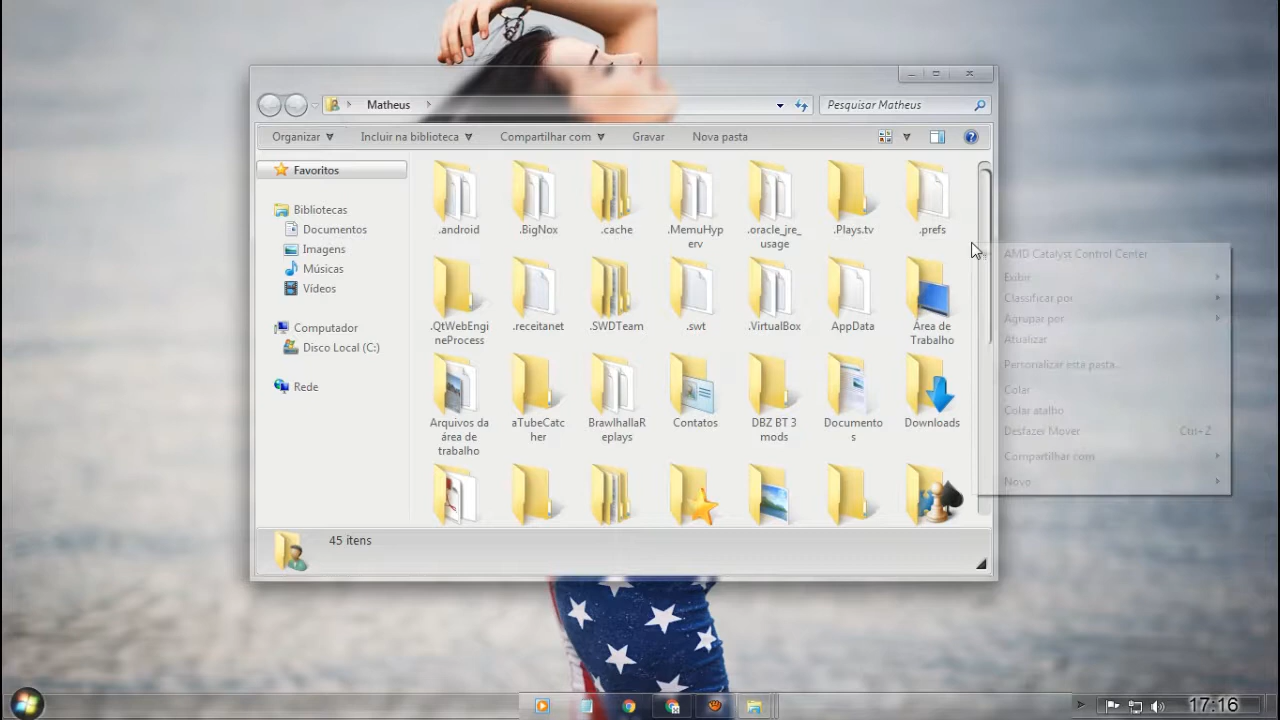 Matheus
Pesquisar Matheus
Organizar
Incluir na biblioteca
Compartilhar com
Gravar
Nova pasta
Favoritos
Bibliotecas
Documentos
Imagens
Músicas
Vídeos
Computador
Disco Local (C:)
Rede
.android
.BigNox
.cache
.MemuHyp
erv
.oracle_jre_
usage
.Plays.tv
.prefs
.QtWebEngi
neProcess
.receitanet
.SWDTeam
.swt
.VirtualBox
AppData
Área de
Trabalho
Arquivos da
área de
trabalho
aTubeCatc
her
BrawlhallaR
eplays
Contatos
DBZ BT 3
mods
Documento
s
Downloads
45 itens
AMD Catalyst Control Center
Exibir
Classificar por
Agrupar por
Atualizar
Personalizar esta pasta...
Colar
Colar atalho
Desfazer Mover Ctrl+Z
Compartilhar com
Novo
17:16